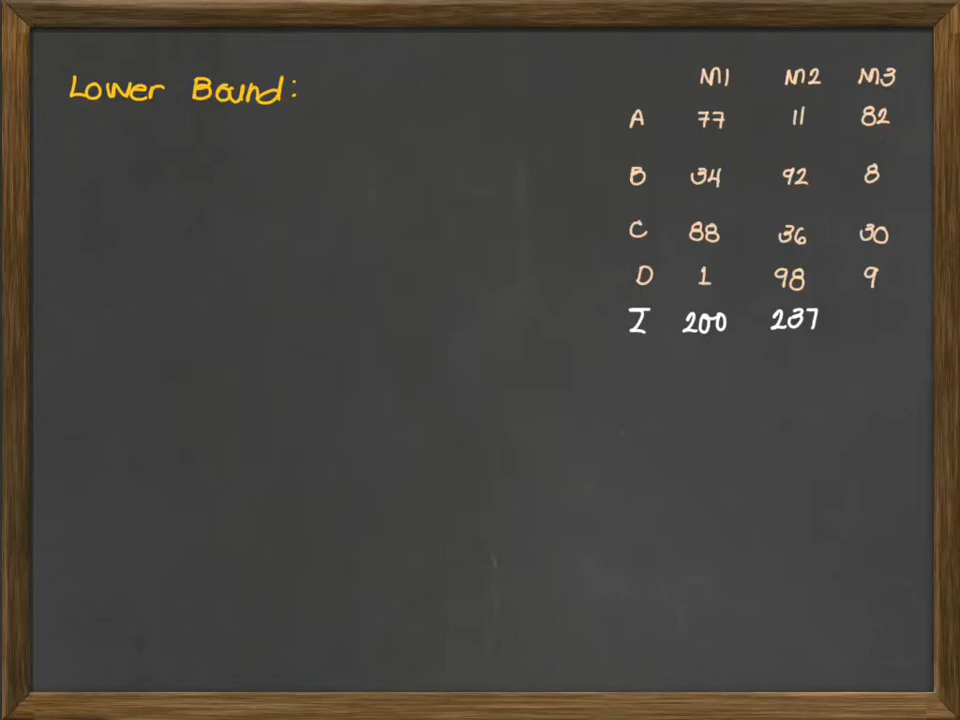 Lower Bound:
M1 M2 M3
A 77 11 82
B 34 92 8
C 88 36 30
D 1 98 9
Σ 200 237